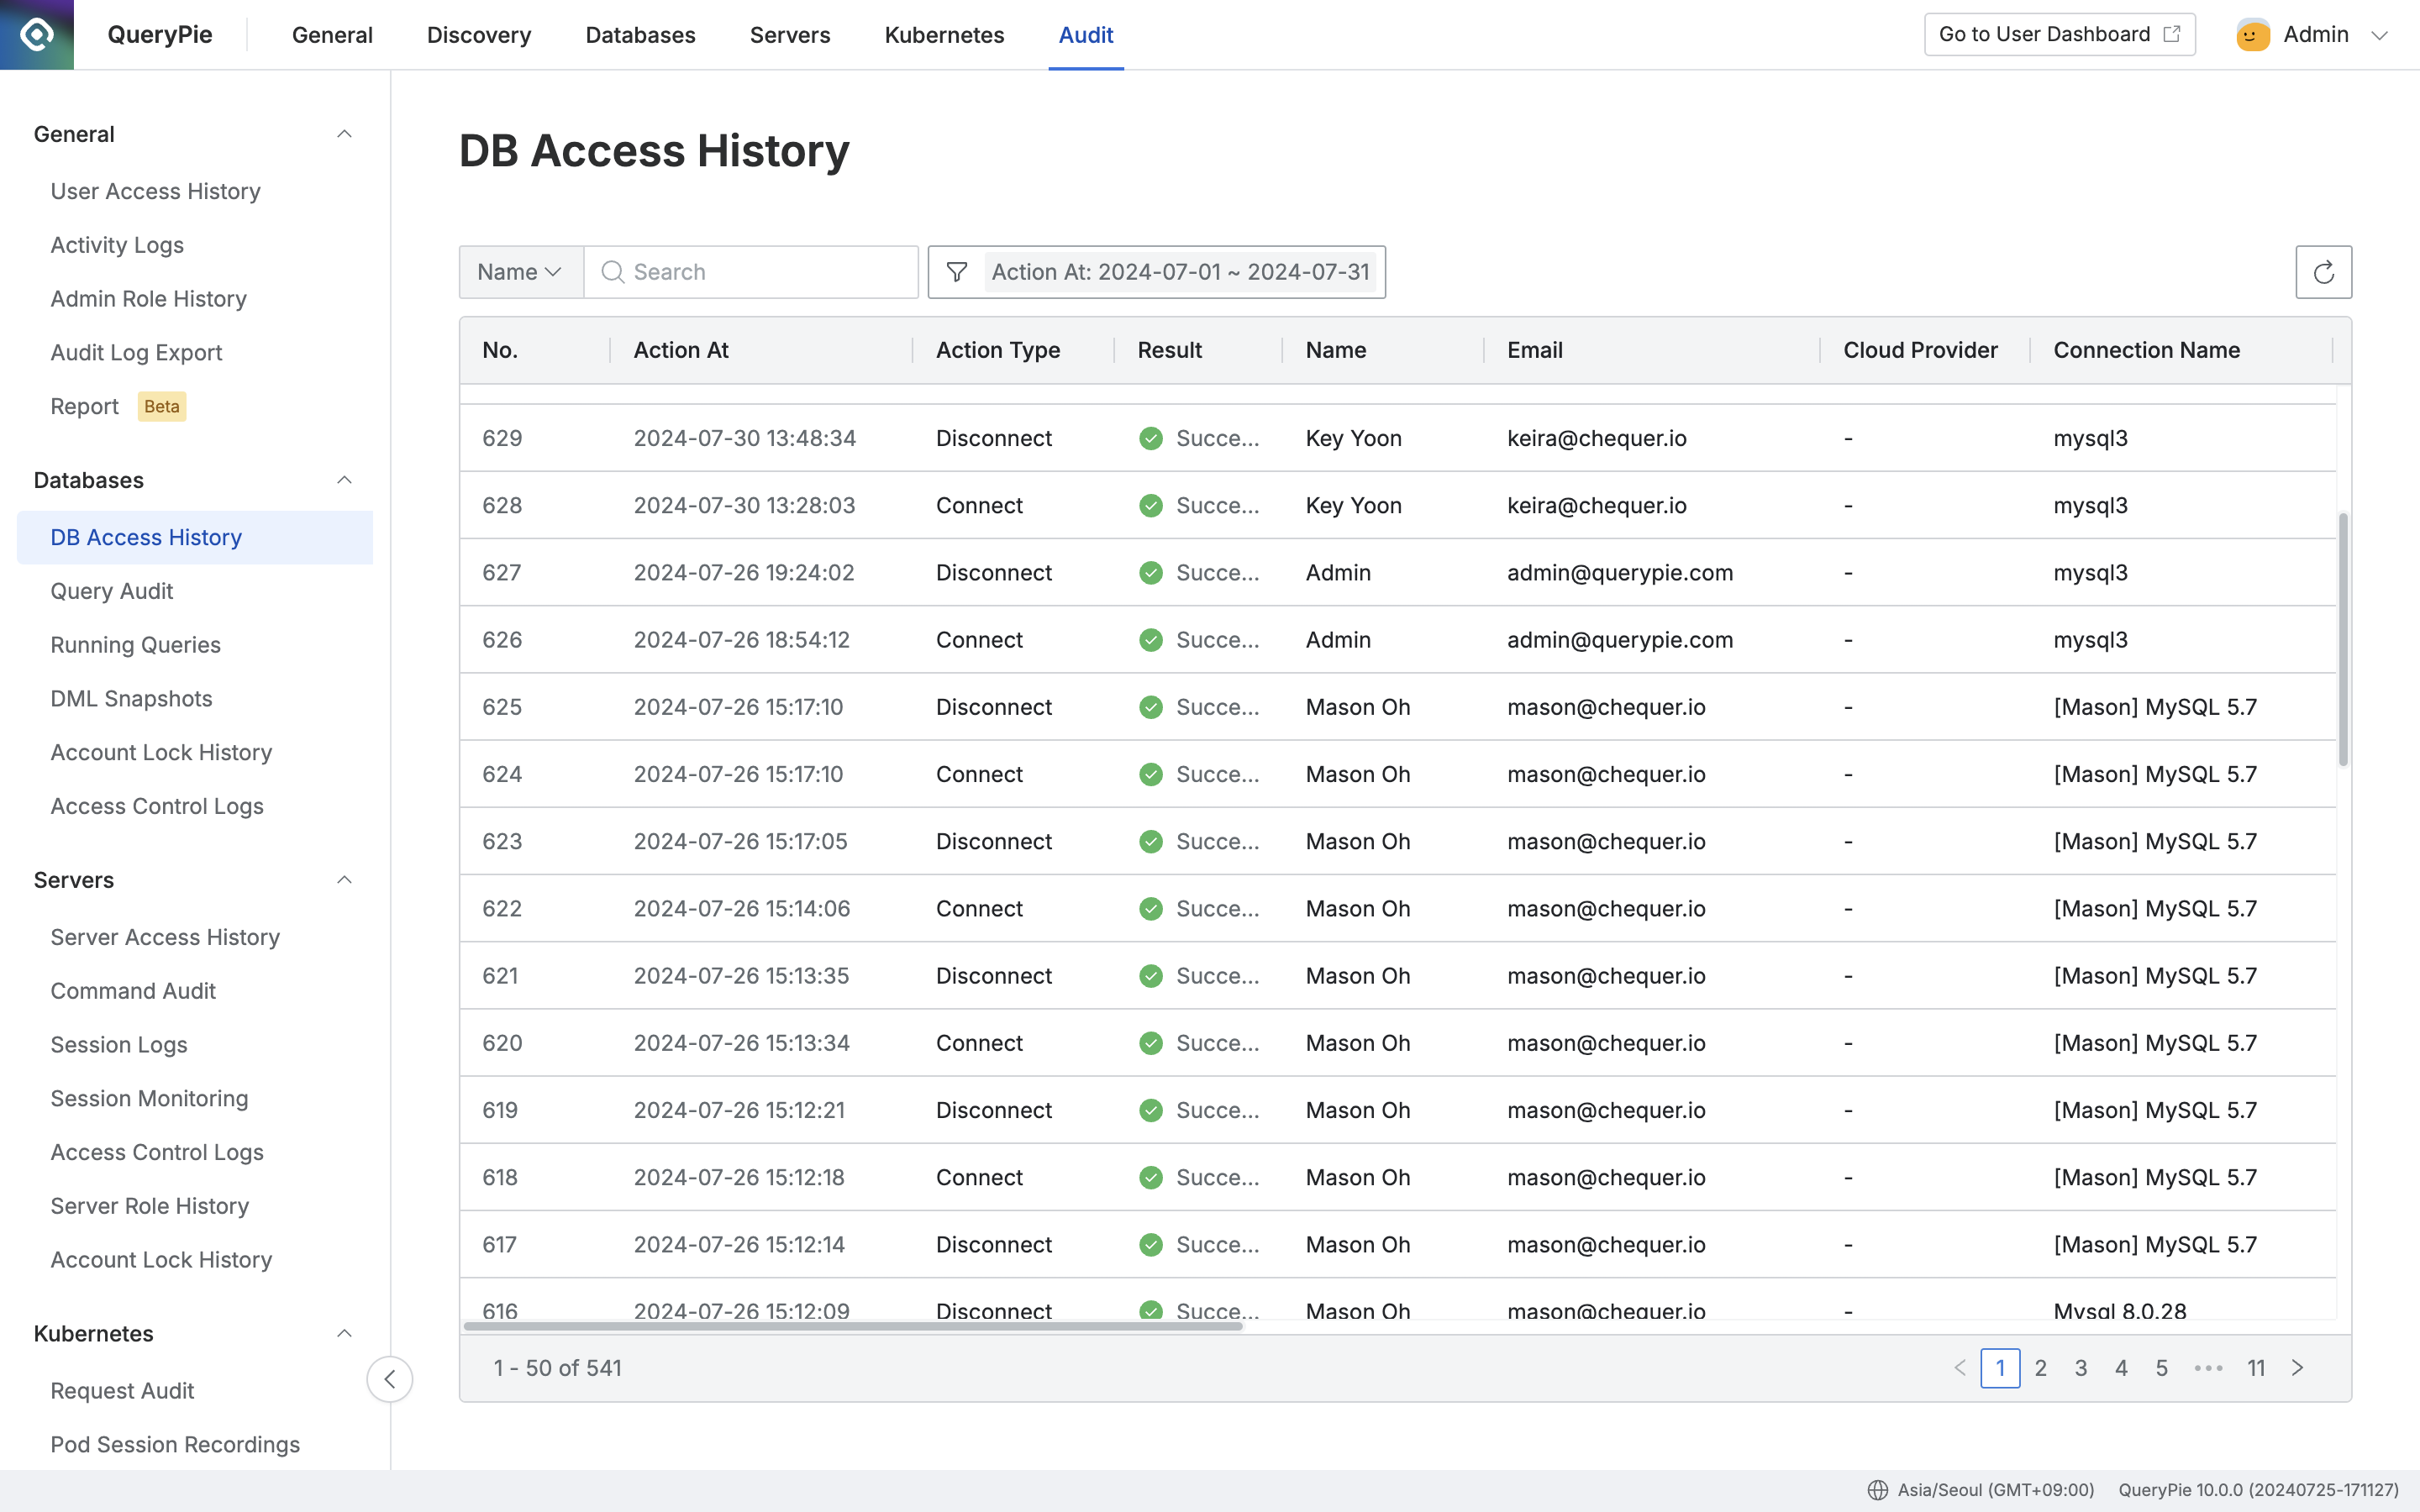 QueryPie
General
Discovery
Databases
Servers
Kubernetes
Audit
Go to User Dashboard
Admin
General
User Access History
Activity Logs
Admin Role History
Audit Log Export
Report Beta
Databases
DB Access History
Query Audit
Running Queries
DML Snapshots
Account Lock History
Access Control Logs
Servers
Server Access History
Command Audit
Session Logs
Session Monitoring
Access Control Logs
Server Role History
Account Lock History
Kubernetes
Request Audit
Pod Session Recordings
DB Access History
Name Search Action At: 2024-07-01 ~ 2024-07-31
No. Action At Action Type Result Name Email Cloud Provider Connection Name
629 2024-07-30 13:48:34 Disconnect Succe... Key Yoon keira@chequer.io - mysql3
628 2024-07-30 13:28:03 Connect Succe... Key Yoon keira@chequer.io - mysql3
627 2024-07-26 19:24:02 Disconnect Succe... Admin admin@querypie.com - mysql3
626 2024-07-26 18:54:12 Connect Succe... Admin admin@querypie.com - mysql3
625 2024-07-26 15:17:10 Disconnect Succe... Mason Oh mason@chequer.io - [Mason] MySQL 5.7
624 2024-07-26 15:17:10 Connect Succe... Mason Oh mason@chequer.io - [Mason] MySQL 5.7
623 2024-07-26 15:17:05 Disconnect Succe... Mason Oh mason@chequer.io - [Mason] MySQL 5.7
622 2024-07-26 15:14:06 Connect Succe... Mason Oh mason@chequer.io - [Mason] MySQL 5.7
621 2024-07-26 15:13:35 Disconnect Succe... Mason Oh mason@chequer.io - [Mason] MySQL 5.7
620 2024-07-26 15:13:34 Connect Succe... Mason Oh mason@chequer.io - [Mason] MySQL 5.7
619 2024-07-26 15:12:21 Disconnect Succe... Mason Oh mason@chequer.io - [Mason] MySQL 5.7
618 2024-07-26 15:12:18 Connect Succe... Mason Oh mason@chequer.io - [Mason] MySQL 5.7
617 2024-07-26 15:12:14 Disconnect Succe... Mason Oh mason@chequer.io - [Mason] MySQL 5.7
616 2024-07-26 15:12:09 Disconnect Succe... Mason Oh mason@chequer.io - Mysql 8.0.28
1 - 50 of 541
1 2 3 4 5 ••• 11
Asia/Seoul (GMT+09:00) QueryPie 10.0.0 (20240725-171127)